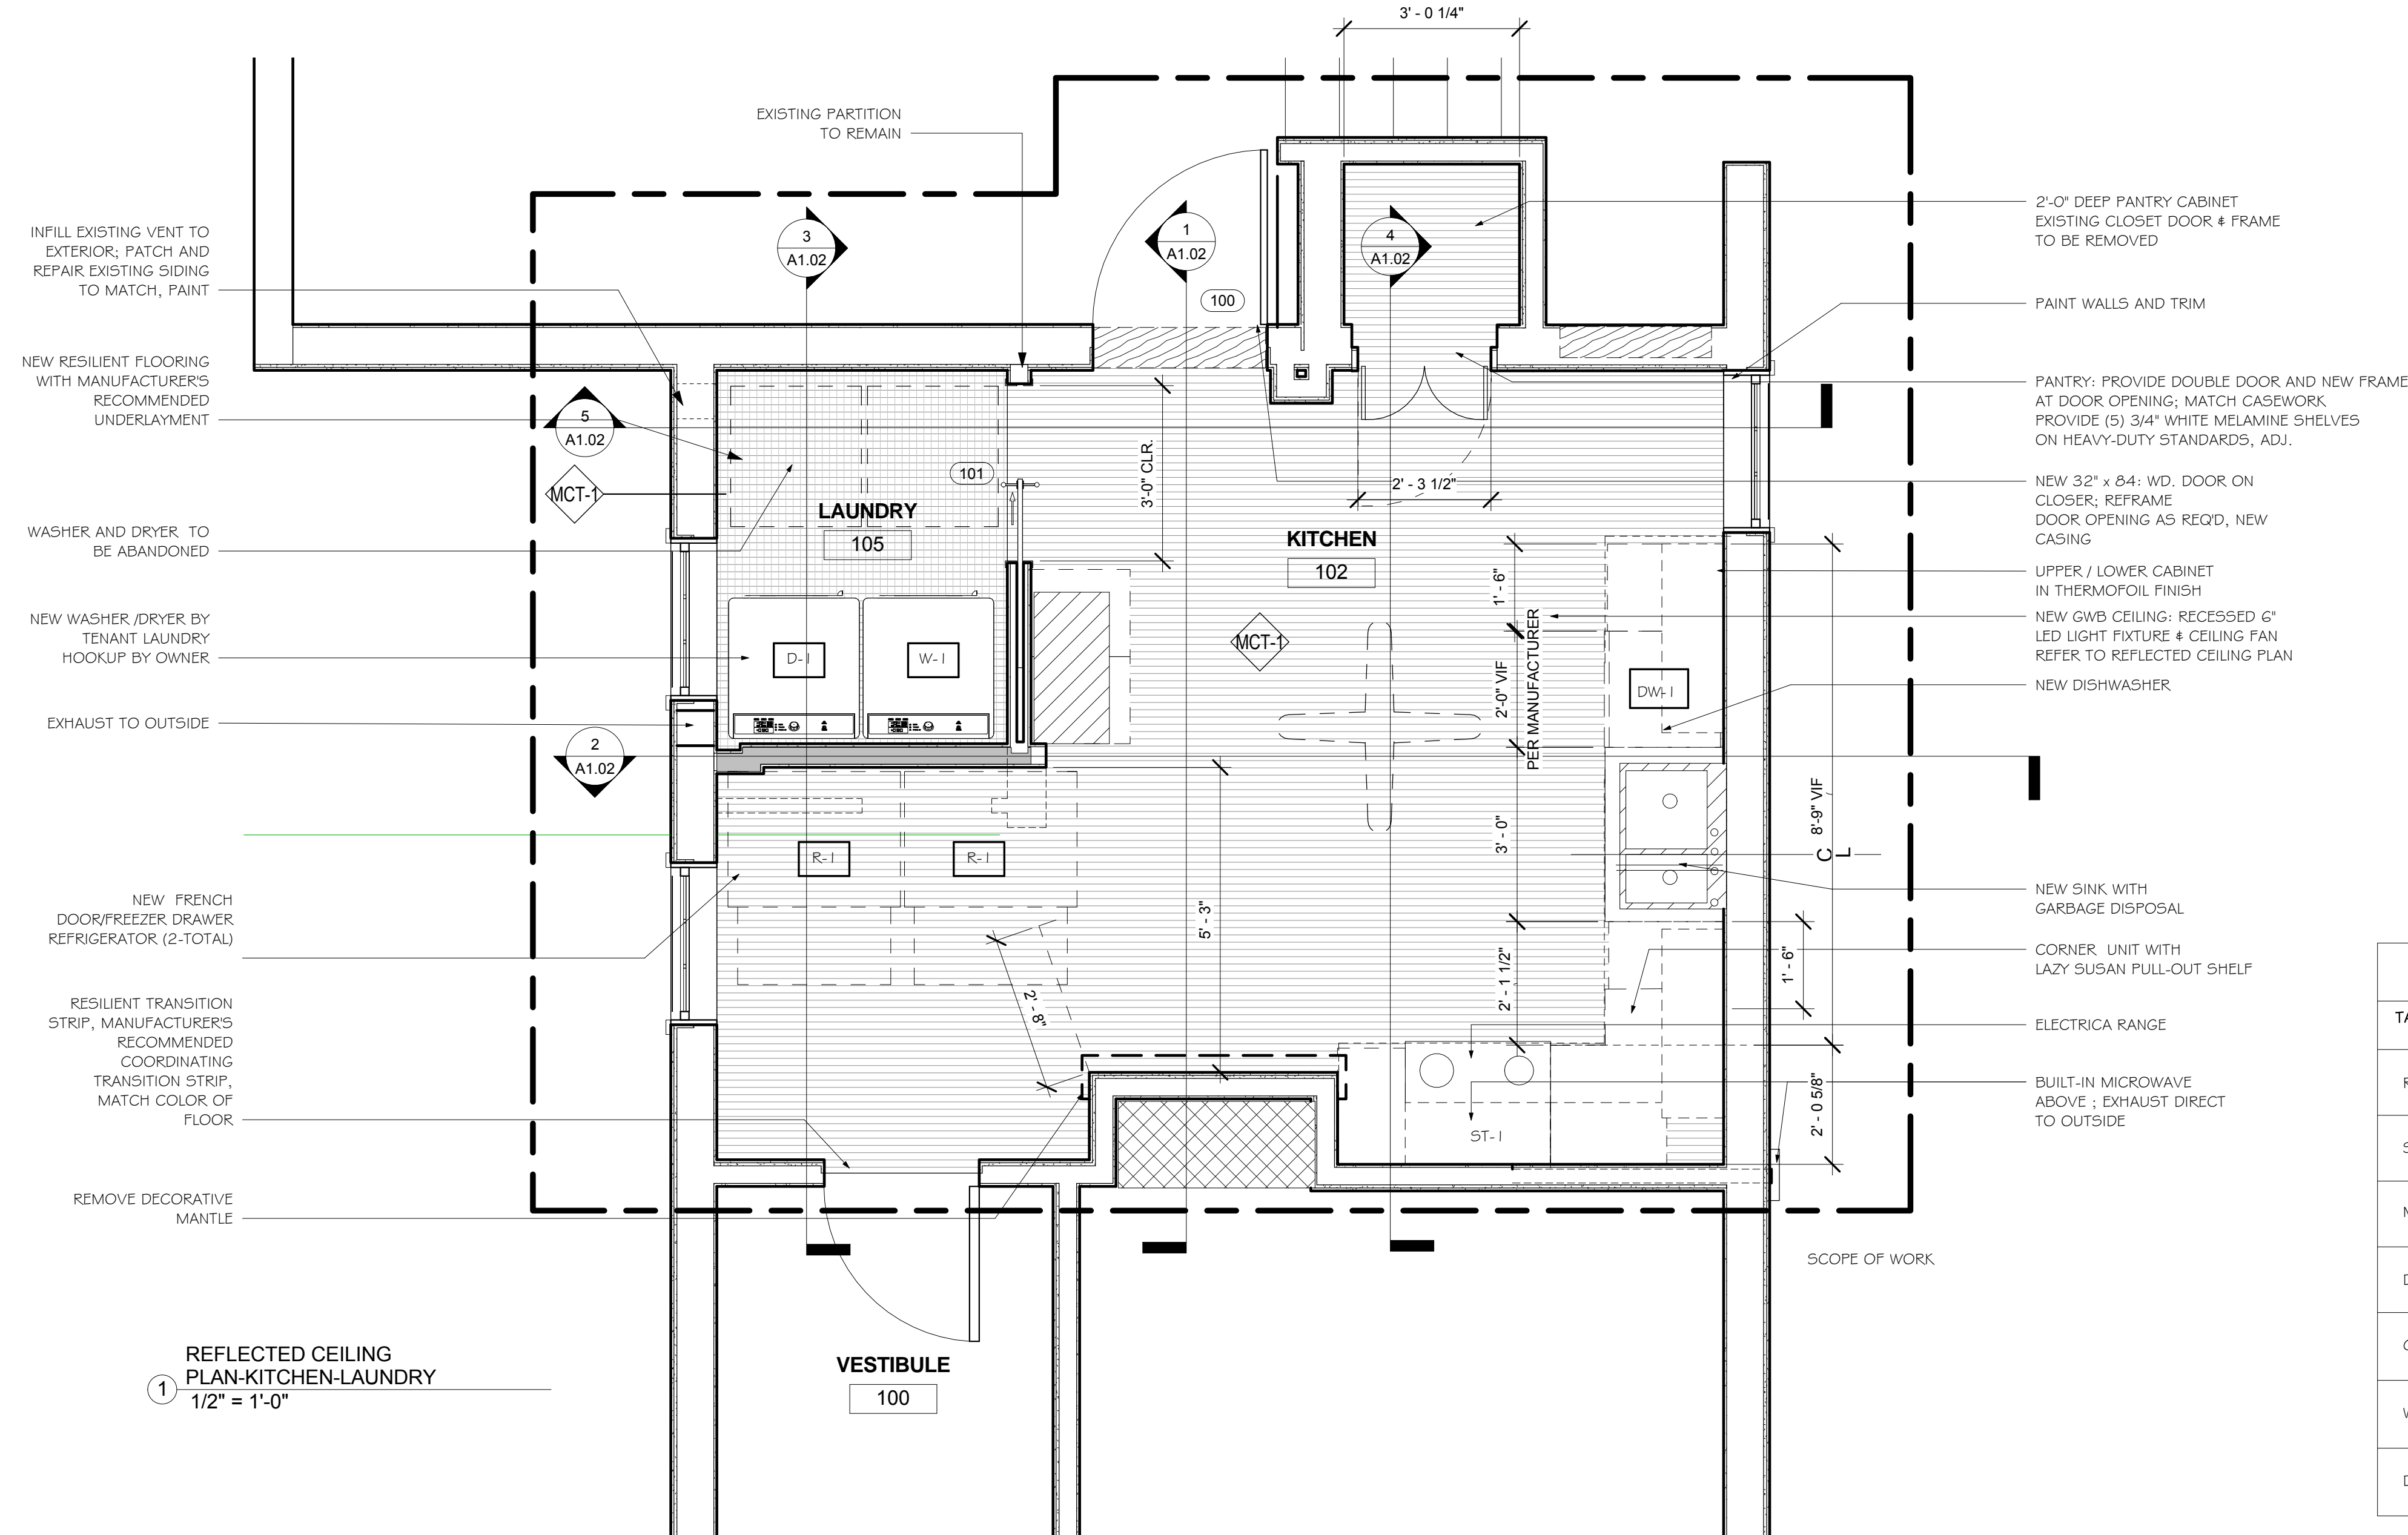 3' - 0 1/4"
EXISTING PARTITION
TO REMAIN
INFILL EXISTING VENT TO
EXTERIOR; PATCH AND
REPAIR EXISTING SIDING
TO MATCH, PAINT
NEW RESILIENT FLOORING
WITH MANUFACTURER'S
RECOMMENDED
UNDERLAYMENT
WASHER AND DRYER TO
BE ABANDONED
NEW WASHER /DRYER BY
TENANT LAUNDRY
HOOKUP BY OWNER
EXHAUST TO OUTSIDE
NEW FRENCH
DOOR/FREEZER DRAWER
REFRIGERATOR (2-TOTAL)
RESILIENT TRANSITION
STRIP, MANUFACTURER'S
RECOMMENDED
COORDINATING
TRANSITION STRIP,
MATCH COLOR OF
FLOOR
REMOVE DECORATIVE
MANTLE
3
A1.02
1
A1.02
4
A1.02
100
5
A1.02
MCT-1
101
LAUNDRY
105
3'-0" CLR.
2' - 3 1/2"
KITCHEN
102
MCT-1
D-1
W-1
2
A1.02
R-1
R-1
1' - 6"
2'-0" VIF
PER MANUFACTURER
DW-1
3' - 0"
8'-9" VIF
C
L
5' - 3"
2' - 8"
2' - 1 1/2"
1' - 6"
2' - 0 5/8"
ST-1
2'-0" DEEP PANTRY CABINET
EXISTING CLOSET DOOR & FRAME
TO BE REMOVED
PAINT WALLS AND TRIM
PANTRY: PROVIDE DOUBLE DOOR AND NEW FRAME
AT DOOR OPENING; MATCH CASEWORK
PROVIDE (5) 3/4" WHITE MELAMINE SHELVES
ON HEAVY-DUTY STANDARDS, ADJ.
NEW 32" x 84: WD. DOOR ON
CLOSER; REFRAME
DOOR OPENING AS REQ'D, NEW
CASING
UPPER / LOWER CABINET
IN THERMOFOIL FINISH
NEW GWB CEILING: RECESSED 6"
LED LIGHT FIXTURE & CEILING FAN
REFER TO REFLECTED CEILING PLAN
NEW DISHWASHER
NEW SINK WITH
GARBAGE DISPOSAL
CORNER UNIT WITH
LAZY SUSAN PULL-OUT SHELF
ELECTRICA RANGE
BUILT-IN MICROWAVE
ABOVE ; EXHAUST DIRECT
TO OUTSIDE
SCOPE OF WORK
VESTIBULE
100
1
REFLECTED CEILING
PLAN-KITCHEN-LAUNDRY
1/2" = 1'-0"